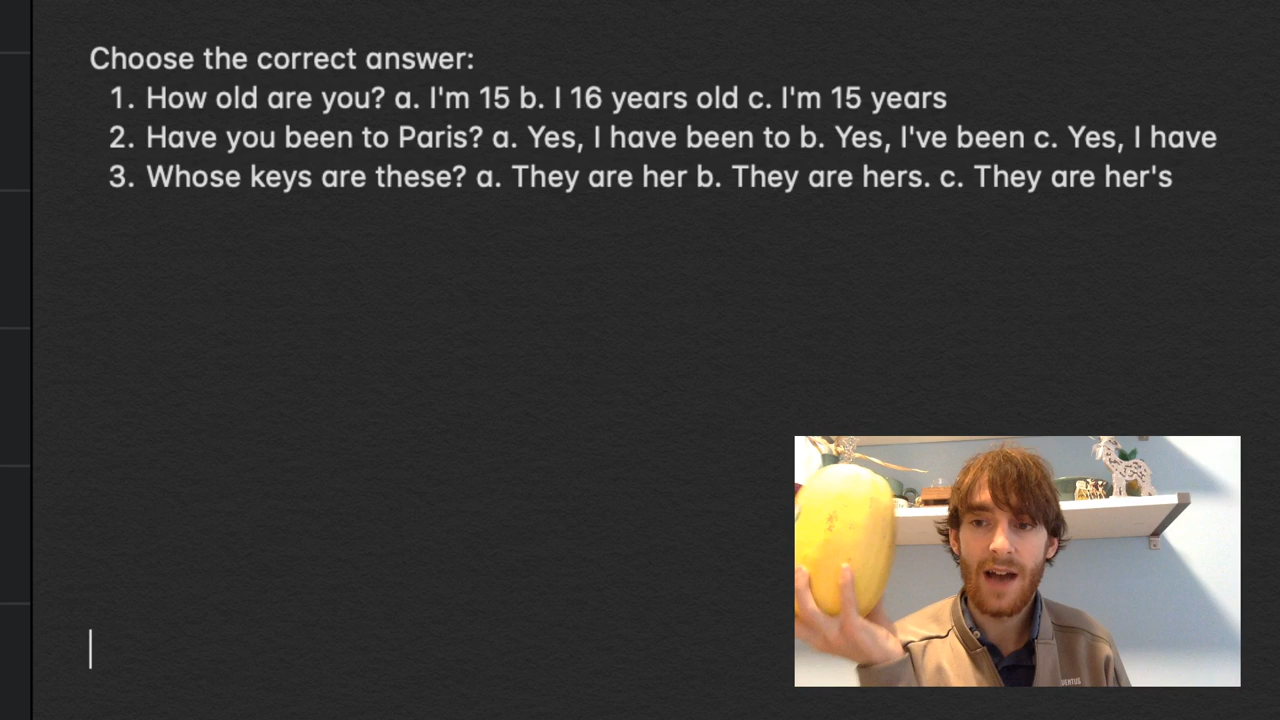 Choose the correct answer:
1. How old are you? a. I'm 15 b. I 16 years old c. I'm 15 years
2. Have you been to Paris? a. Yes, I have been to b. Yes, I've been c. Yes, I have
3. Whose keys are these? a. They are her b. They are hers. c. They are her's